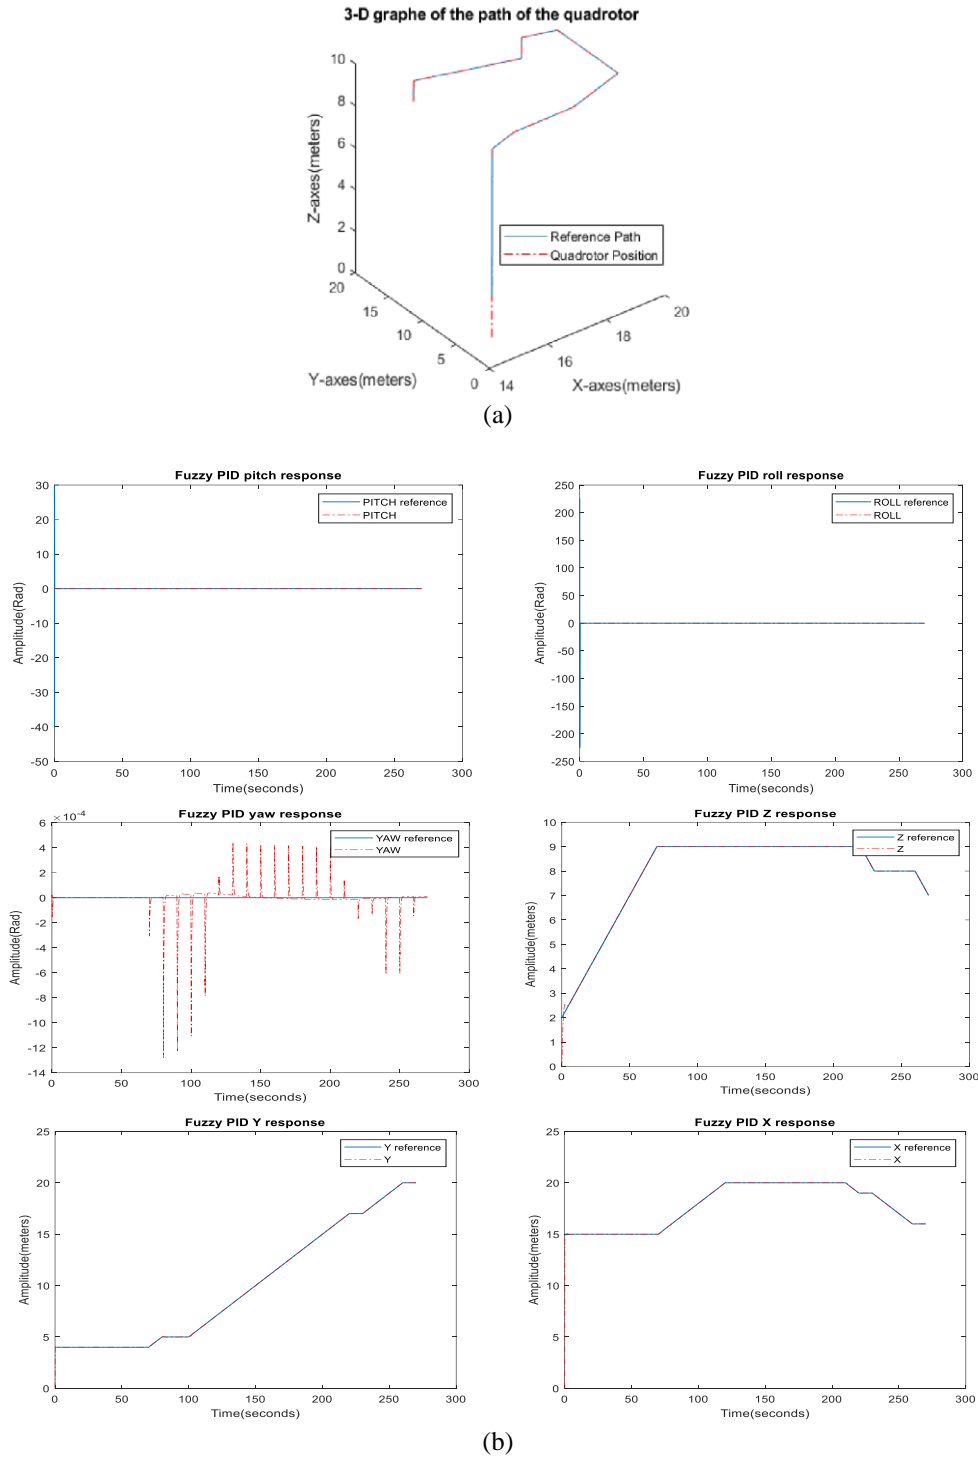 3-D graphe of the path of the quadrotor
10
8
6
4
2
0
Z-axes(meters)
20
15
10
5
0
Y-axes(meters)
14
16
18
20
X-axes(meters)
Reference Path
Quadrotor Position
(a)
Fuzzy PID pitch response
30
20
10
0
-10
-20
-30
-40
-50
Amplitude(Rad)
0 50 100 150 200 250 300
Time(seconds)
PITCH reference
PITCH
Fuzzy PID roll response
250
200
150
100
50
0
-50
-100
-150
-200
-250
Amplitude(Rad)
0 50 100 150 200 250 300
Time(seconds)
ROLL reference
ROLL
Fuzzy PID yaw response
×10-4
6
4
2
0
-2
-4
-6
-8
-10
-12
-14
Amplitude(Rad)
0 50 100 150 200 250 300
Time(seconds)
YAW reference
YAW
Fuzzy PID Z response
10
9
8
7
6
5
4
3
2
1
0
Amplitude(meters)
0 50 100 150 200 250 300
Time(seconds)
Z reference
Z
Fuzzy PID Y response
25
20
15
10
5
0
Amplitude(meters)
0 50 100 150 200 250 300
Time(seconds)
Y reference
Y
Fuzzy PID X response
25
20
15
10
5
0
Amplitude(meters)
0 50 100 150 200 250 300
Time(seconds)
X reference
X
(b)